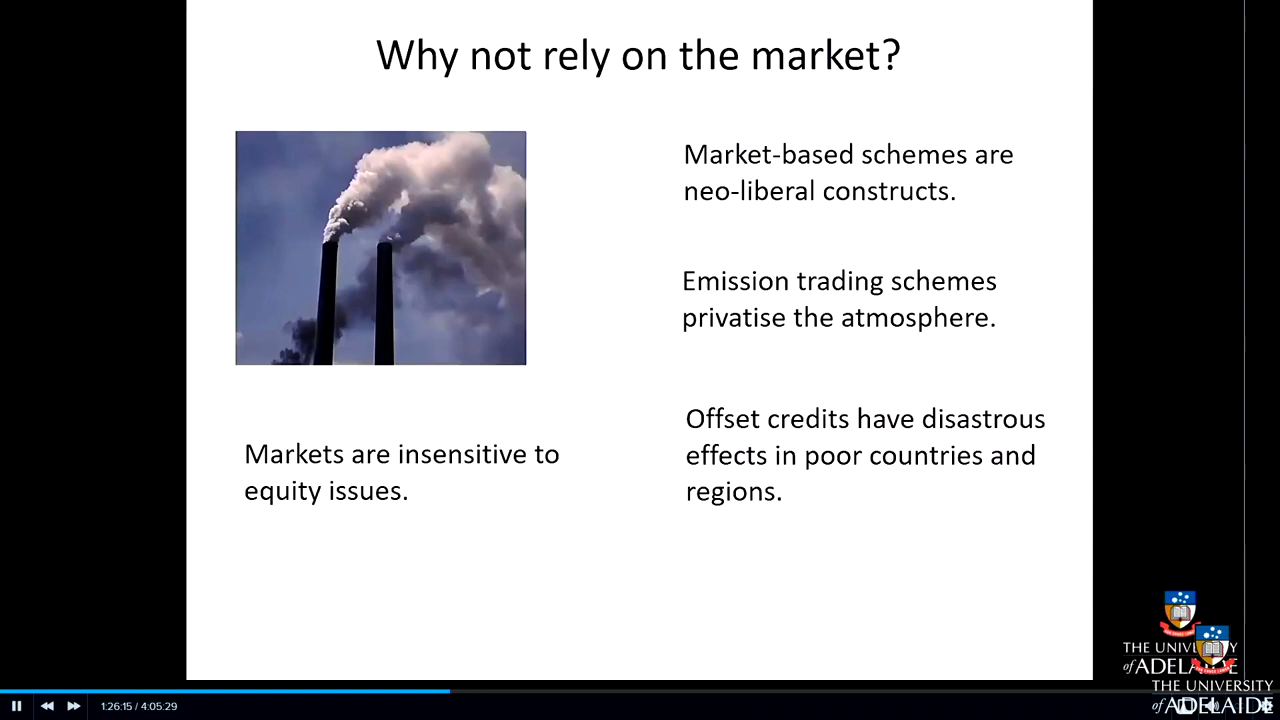 Why not rely on the market?
Market-based schemes are
neo-liberal constructs.
Emission trading schemes
privatise the atmosphere.
Offset credits have disastrous
effects in poor countries and
regions.
Markets are insensitive to
equity issues.
THE UNIVERSITY
of ADELAIDE
THE UNIVERSITY
of ADELAIDE
1:26:15 / 4:05:29